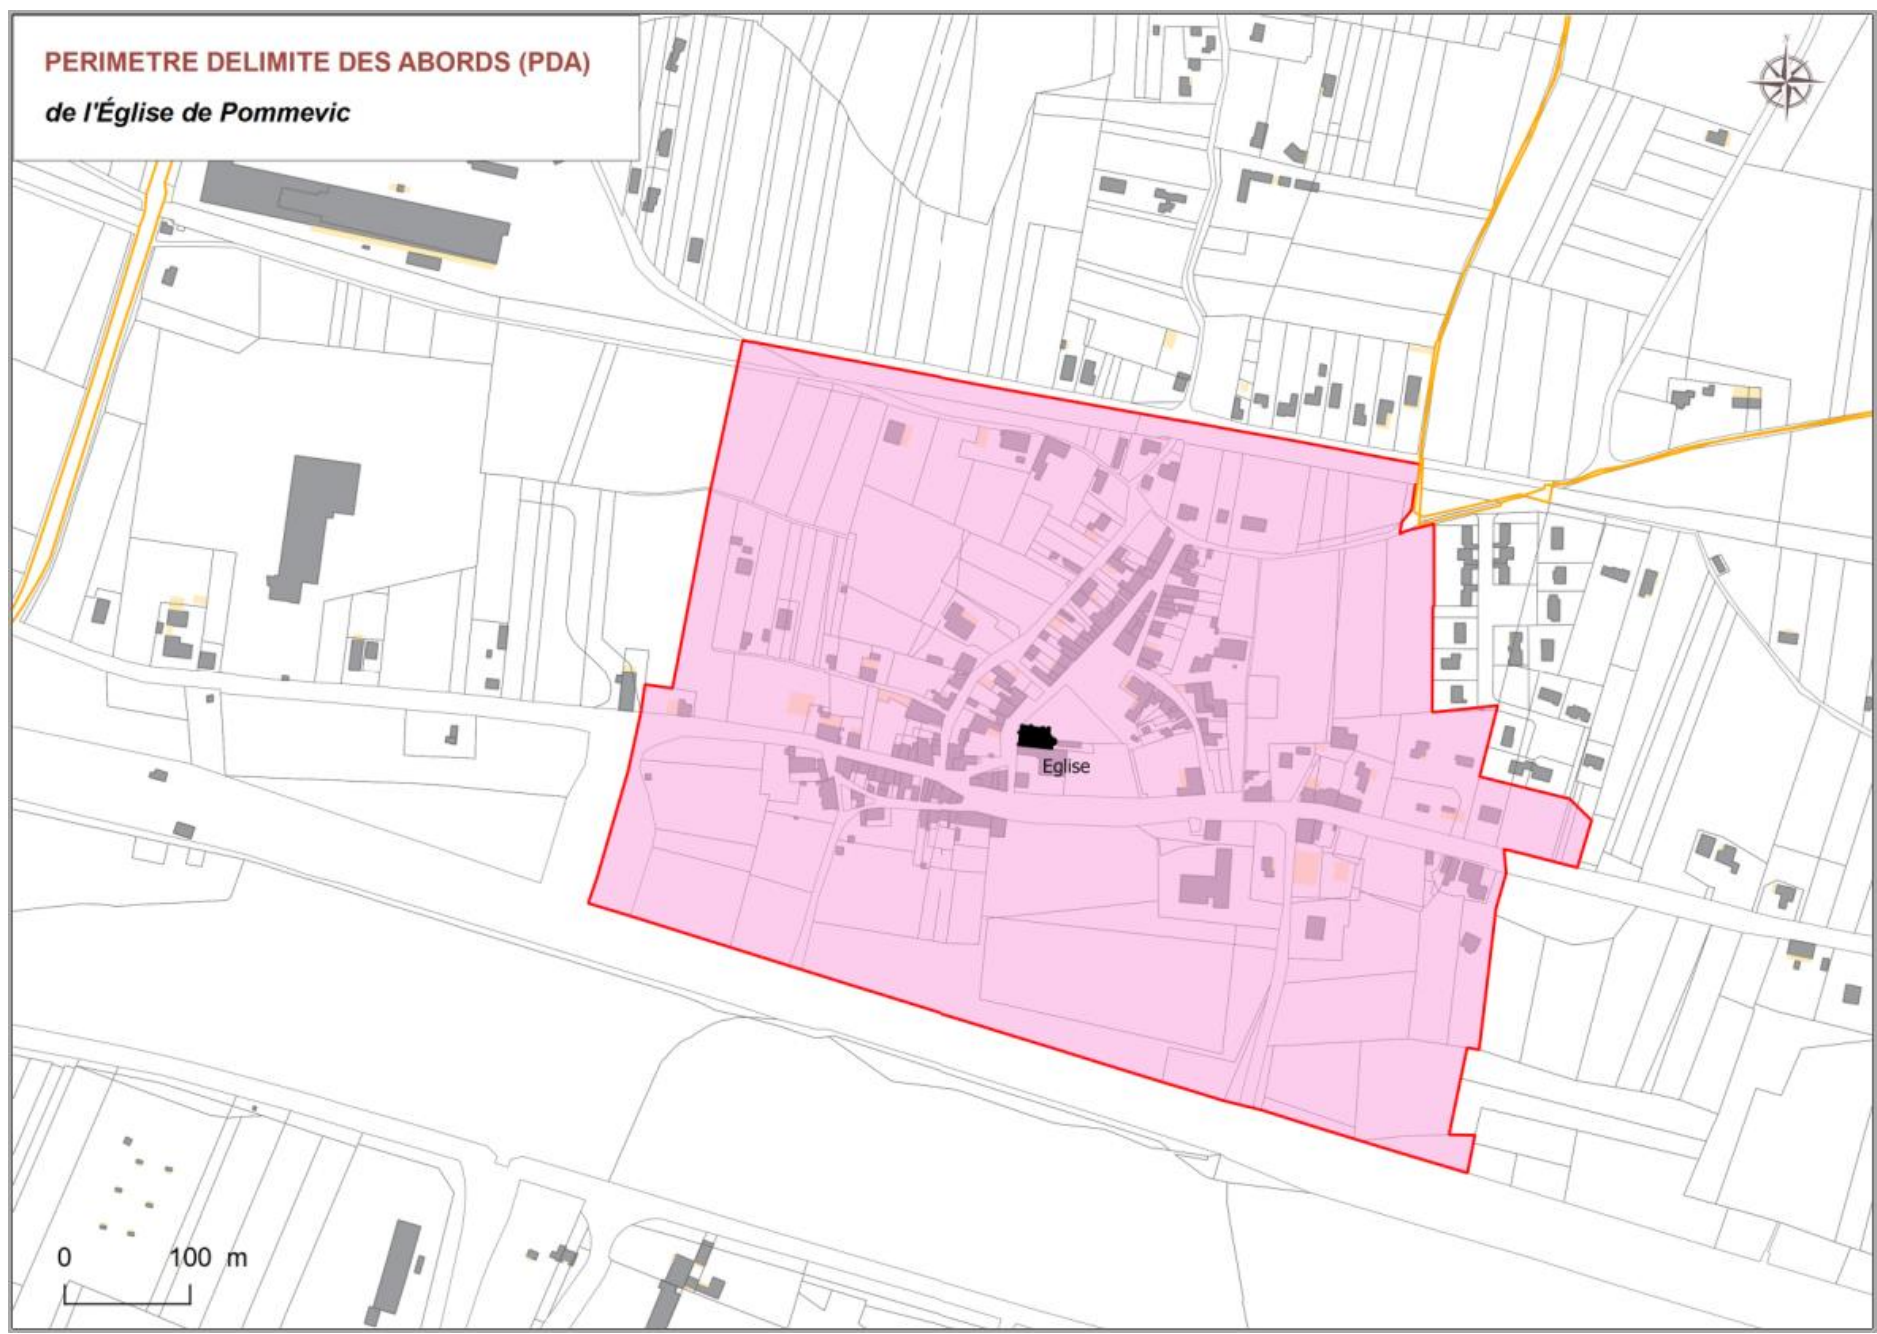 PERIMETRE DELIMITE DES ABORDS (PDA)
de l'Église de Pommevic
Eglise
0 100 m